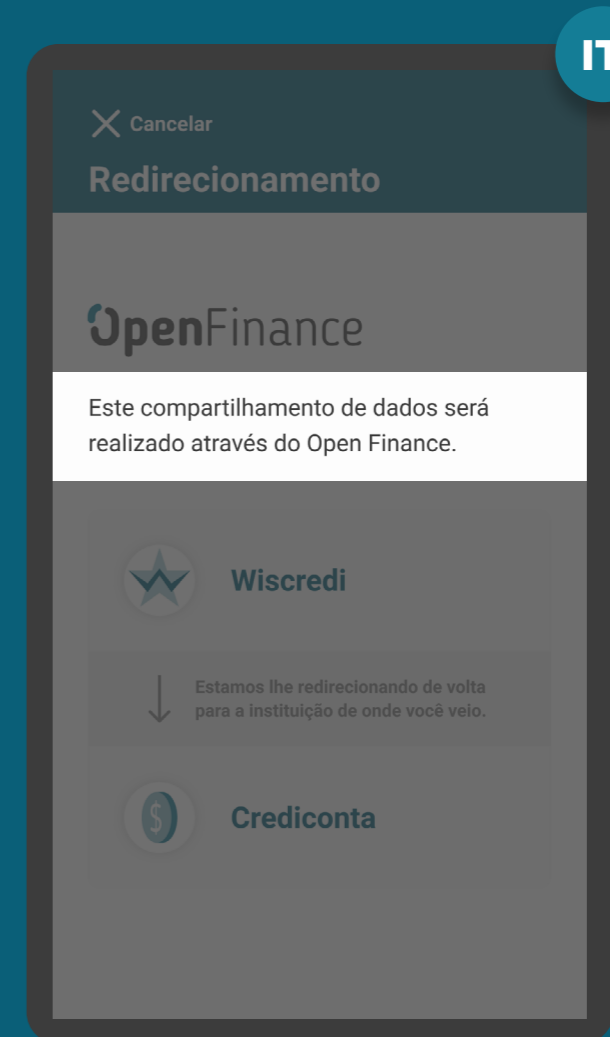 IT
Cancelar
Redirecionamento
OpenFinance
Este compartilhamento de dados será
realizado através do Open Finance.
Wiscredi
Estamos lhe redirecionando de volta
para a instituição de onde você veio.
$
Crediconta